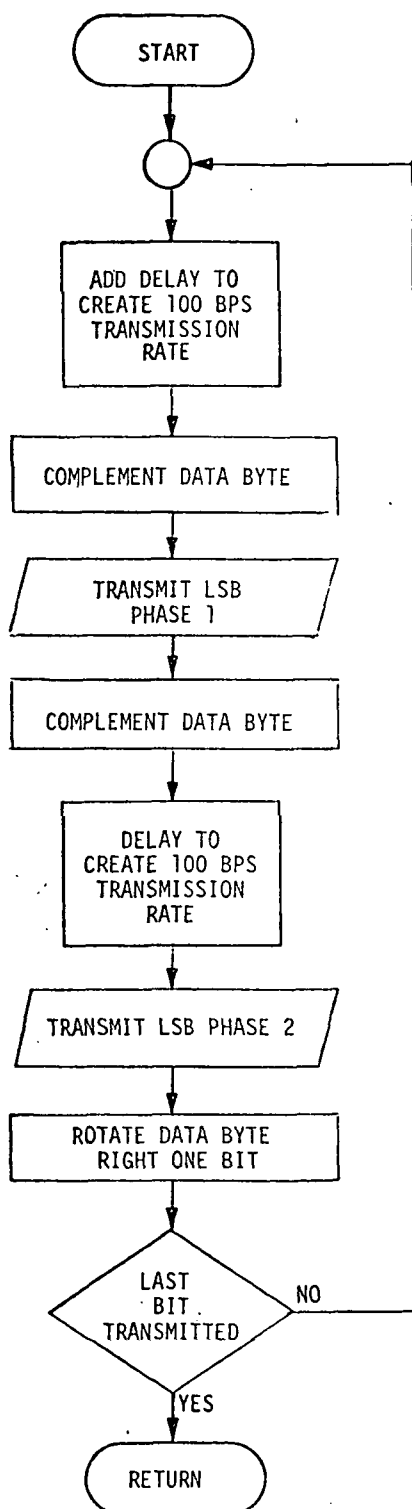 START
ADD DELAY TO
CREATE 100 BPS
TRANSMISSION
RATE
COMPLEMENT DATA BYTE
TRANSMIT LSB
PHASE 1
COMPLEMENT DATA BYTE
DELAY TO
CREATE 100 BPS
TRANSMISSION
RATE
TRANSMIT LSB PHASE 2
ROTATE DATA BYTE
RIGHT ONE BIT
LAST
BIT
TRANSMITTED
NO
YES
RETURN